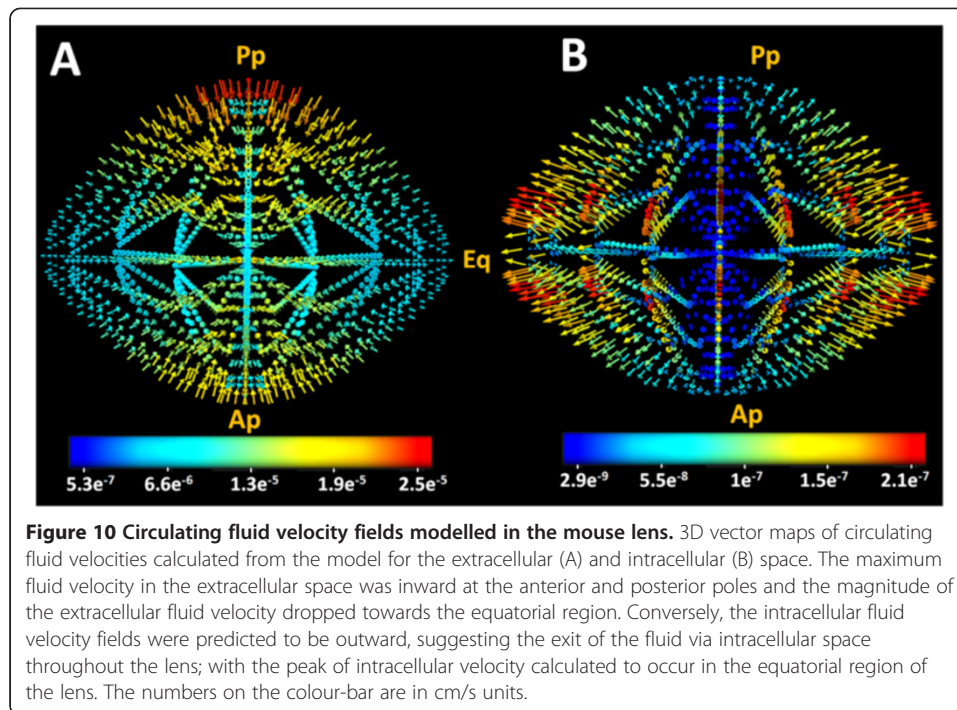 A
B
Pp
Pp
Eq
Ap
Ap
5.3e⁻⁷ 6.6e⁻⁶ 1.3e⁻⁵ 1.9e⁻⁵ 2.5e⁻⁵
2.9e⁻⁹ 5.5e⁻⁸ 1e⁻⁷ 1.5e⁻⁷ 2.1e⁻⁷
Figure 10 Circulating fluid velocity fields modelled in the mouse lens. 3D vector maps of circulating
fluid velocities calculated from the model for the extracellular (A) and intracellular (B) space. The maximum
fluid velocity in the extracellular space was inward at the anterior and posterior poles and the magnitude of
the extracellular fluid velocity dropped towards the equatorial region. Conversely, the intracellular fluid
velocity fields were predicted to be outward, suggesting the exit of the fluid via intracellular space
throughout the lens; with the peak of intracellular velocity calculated to occur in the equatorial region of
the lens. The numbers on the colour-bar are in cm/s units.